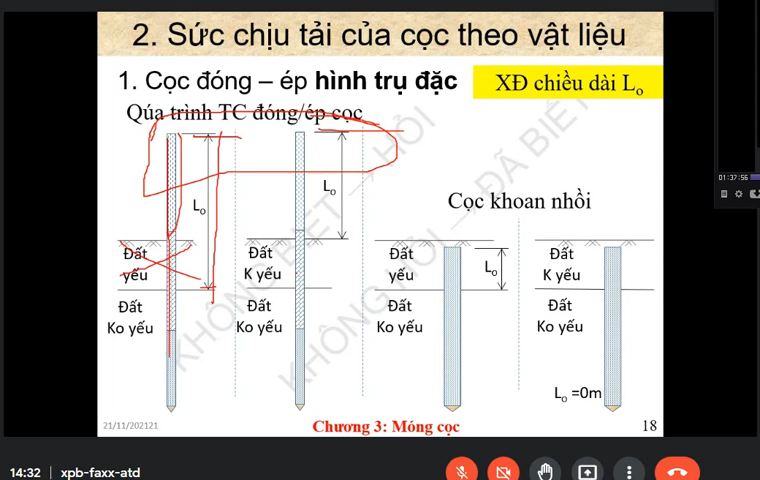 2. Sức chịu tải của cọc theo vật liệu
1. Cọc đóng – ép hình trụ đặc
XĐ chiều dài Lo
Qúa trình TC đóng/ép cọc
Lo
Lo
Cọc khoan nhồi
Đất
yếu
Đất
K yếu
Đất
yếu
Lo
Đất
K yếu
Đất
Ko yếu
Đất
Ko yếu
Đất
Ko yếu
Đất
Ko yếu
Lo =0m
KHÔNG BIẾT → HỎI
KHÔNG HỎI → ĐÃ BIẾT
21/11/202121
Chương 3: Móng cọc
18
01:37:56
14:32 | xpb-faxx-atd